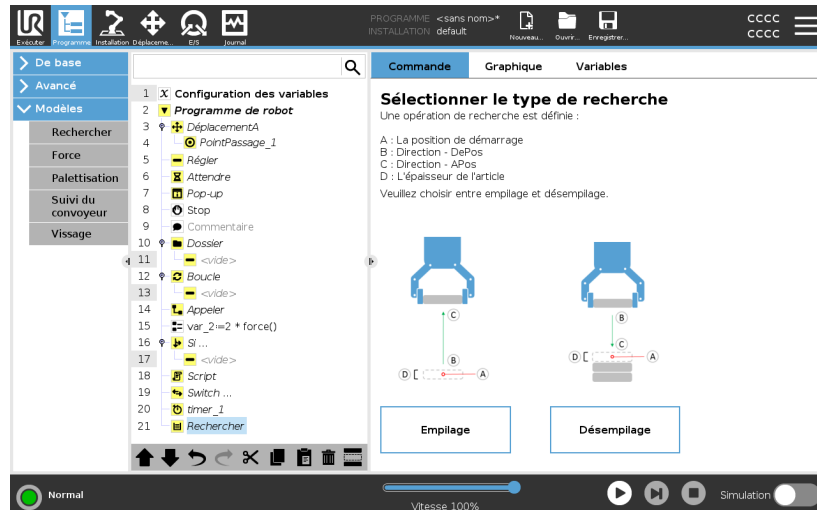 UR
PROGRAMME <sans nom>*
INSTALLATION default
CCCC
CCCC
Exécuter Programme Installation Déplaceme... E/S Journal Nouveau... Ouvrir... Enregistrer...
De base
Avancé
Modèles
Rechercher
Force
Palettisation
Suivi du
convoyeur
Vissage
1 X Configuration des variables
2 Programme de robot
3 DéplacementA
4 PointPassage_1
5 Régler
6 Attendre
7 Pop-up
8 Stop
9 Commentaire
10 Dossier
11 <vide>
12 Boucle
13 <vide>
14 Appeler
15 var_2≔2 * force()
16 Si ...
17 <vide>
18 Script
19 Switch ...
20 timer_1
21 Rechercher
Commande Graphique Variables
Sélectionner le type de recherche
Une opération de recherche est définie :
A : La position de démarrage
B : Direction - DePos
C : Direction - APos
D : L'épaisseur de l'article
Veuillez choisir entre empilage et désempilage.
C
B
D A
B
C
D A
Empilage Désempilage
Normal
Vitesse 100%
Simulation